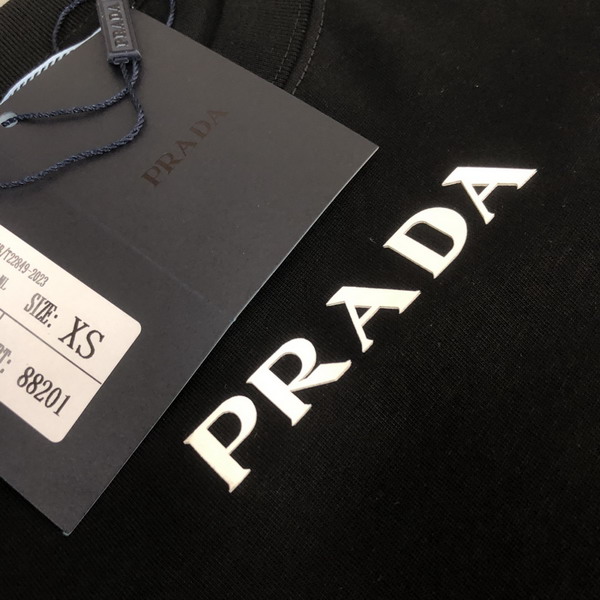 PRADA
PRADA
/T22849-2023
SIZE: XS
: 88201
PRADA